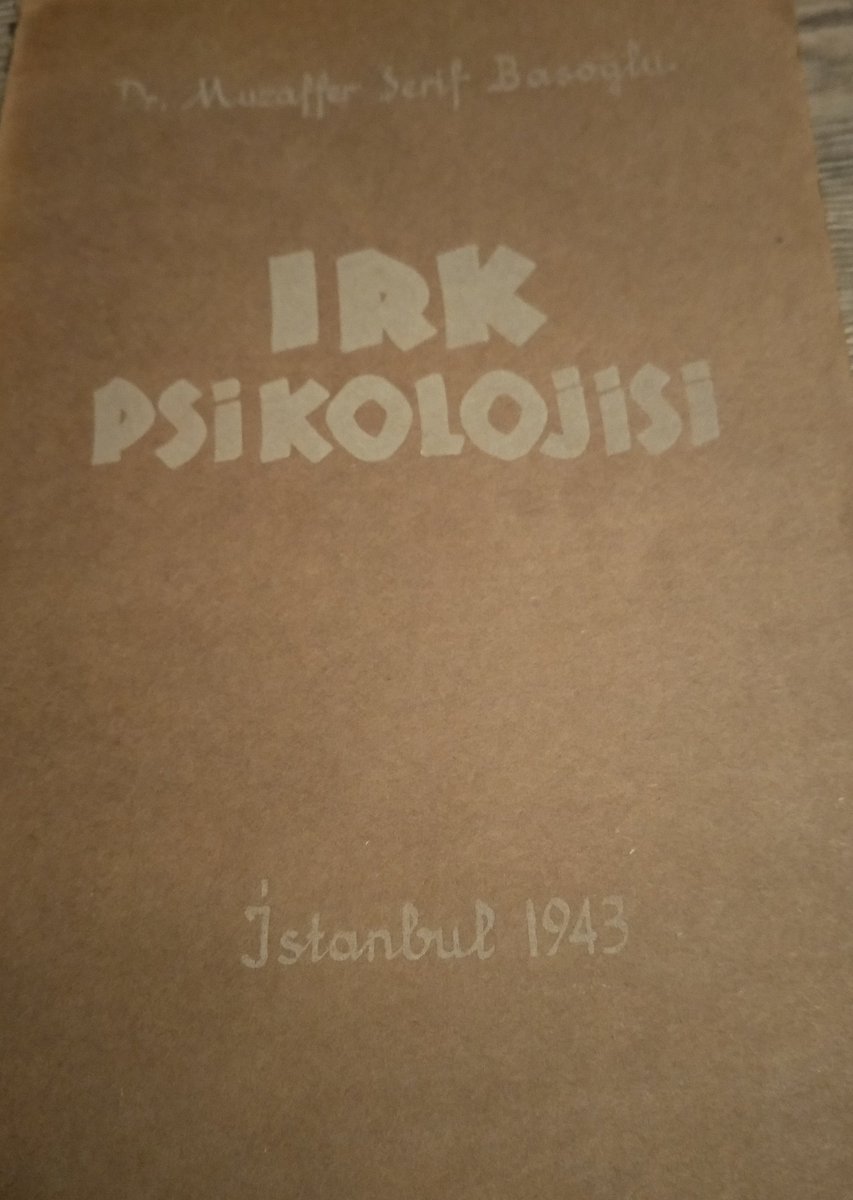 Dr. Muzaffer Şerif Başoğlu
IRK
PSİKOLOJİSİ
İstanbul 1943